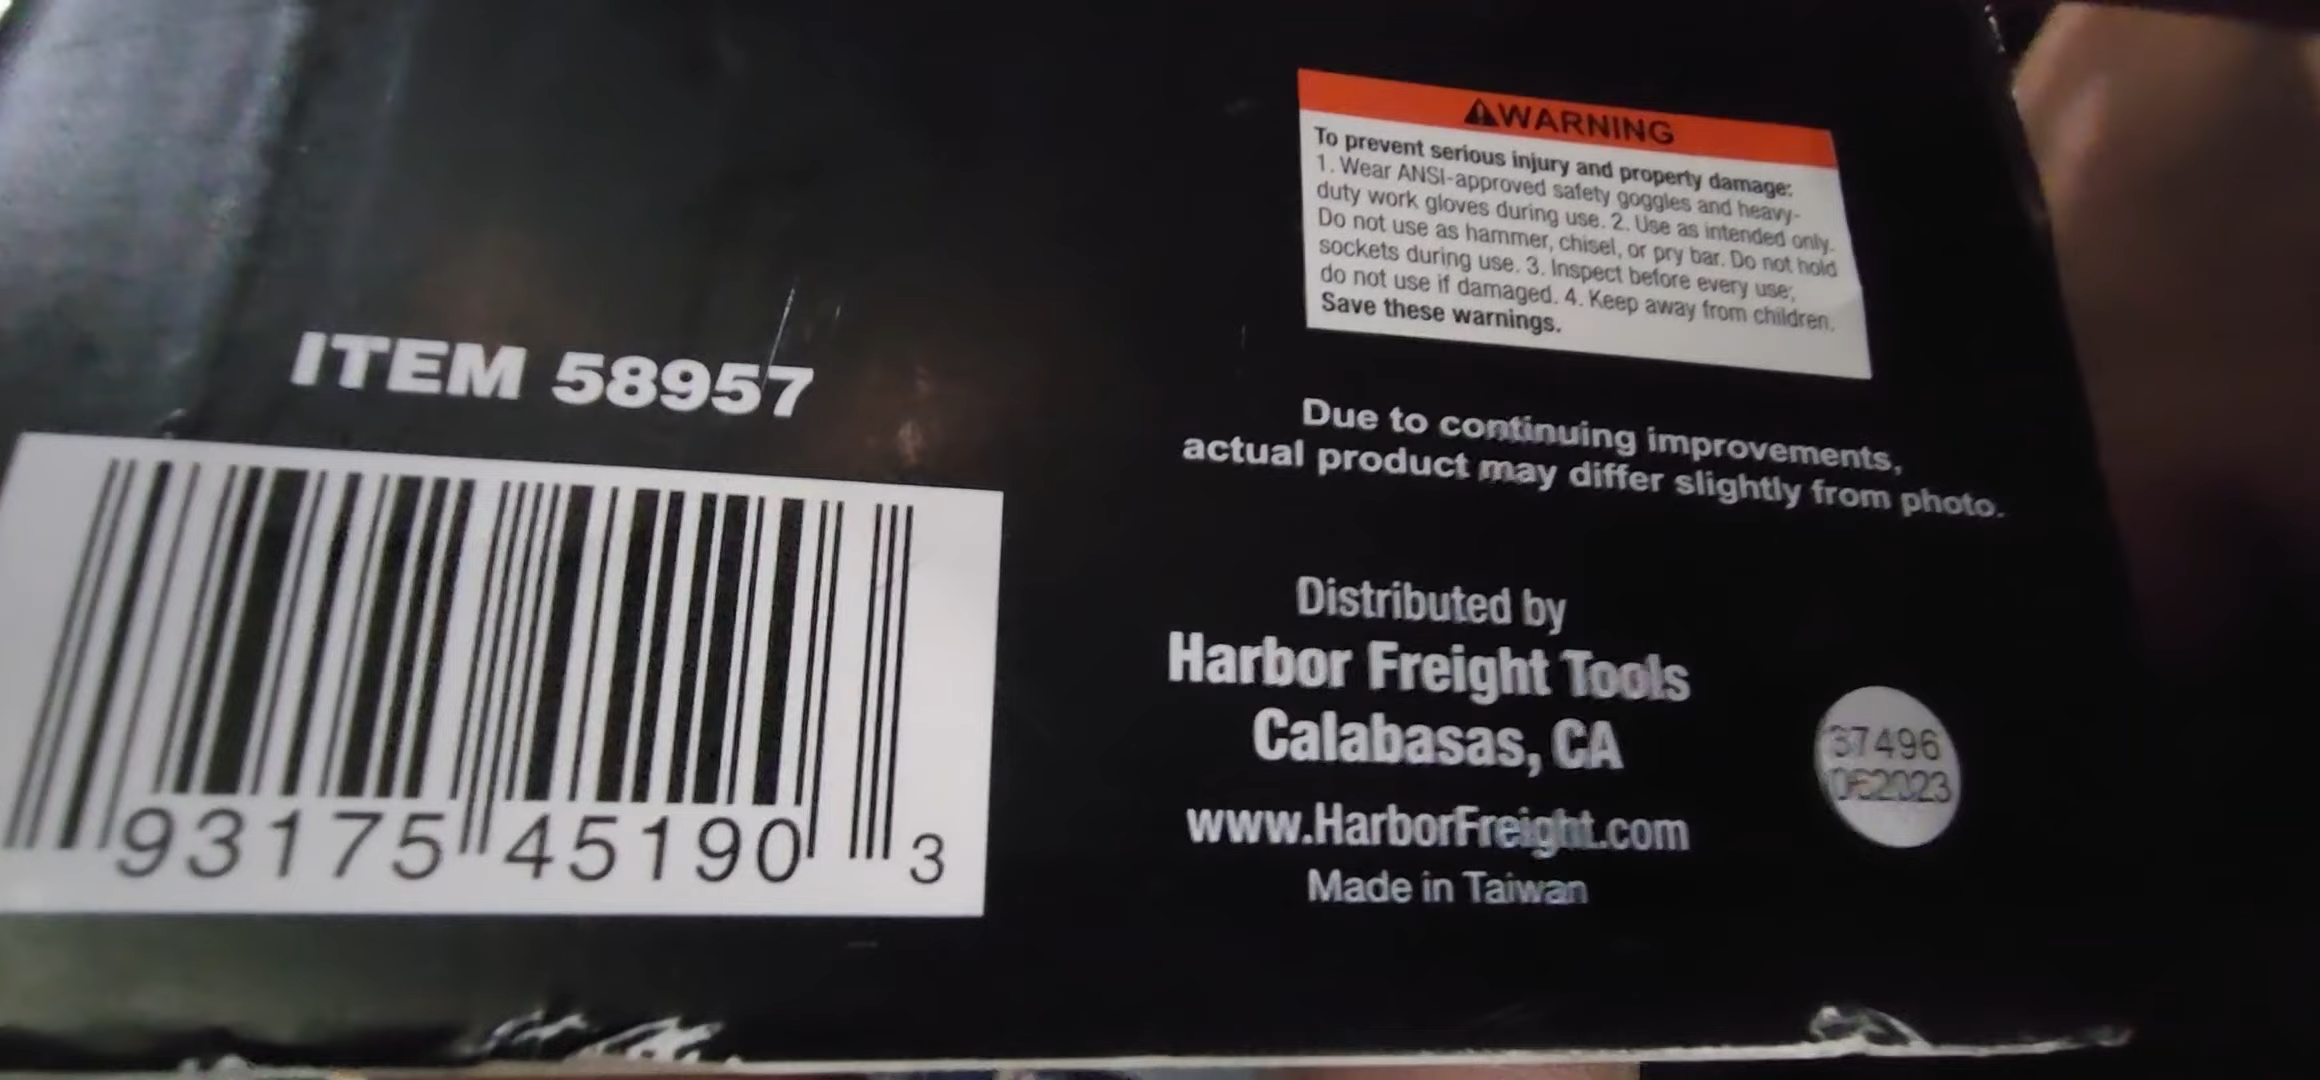 ITEM 58957
93175 45190 3
WARNING
To prevent serious injury and property damage:
1. Wear ANSI-approved safety goggles and heavy-
duty work gloves during use. 2. Use as intended only.
Do not use as hammer, chisel, or pry bar. Do not hold
sockets during use. 3. Inspect before every use;
do not use if damaged. 4. Keep away from children.
Save these warnings.
Due to continuing improvements,
actual product may differ slightly from photo.
Distributed by
Harbor Freight Tools
Calabasas, CA
www.HarborFreight.com
Made in Taiwan
37496
052023